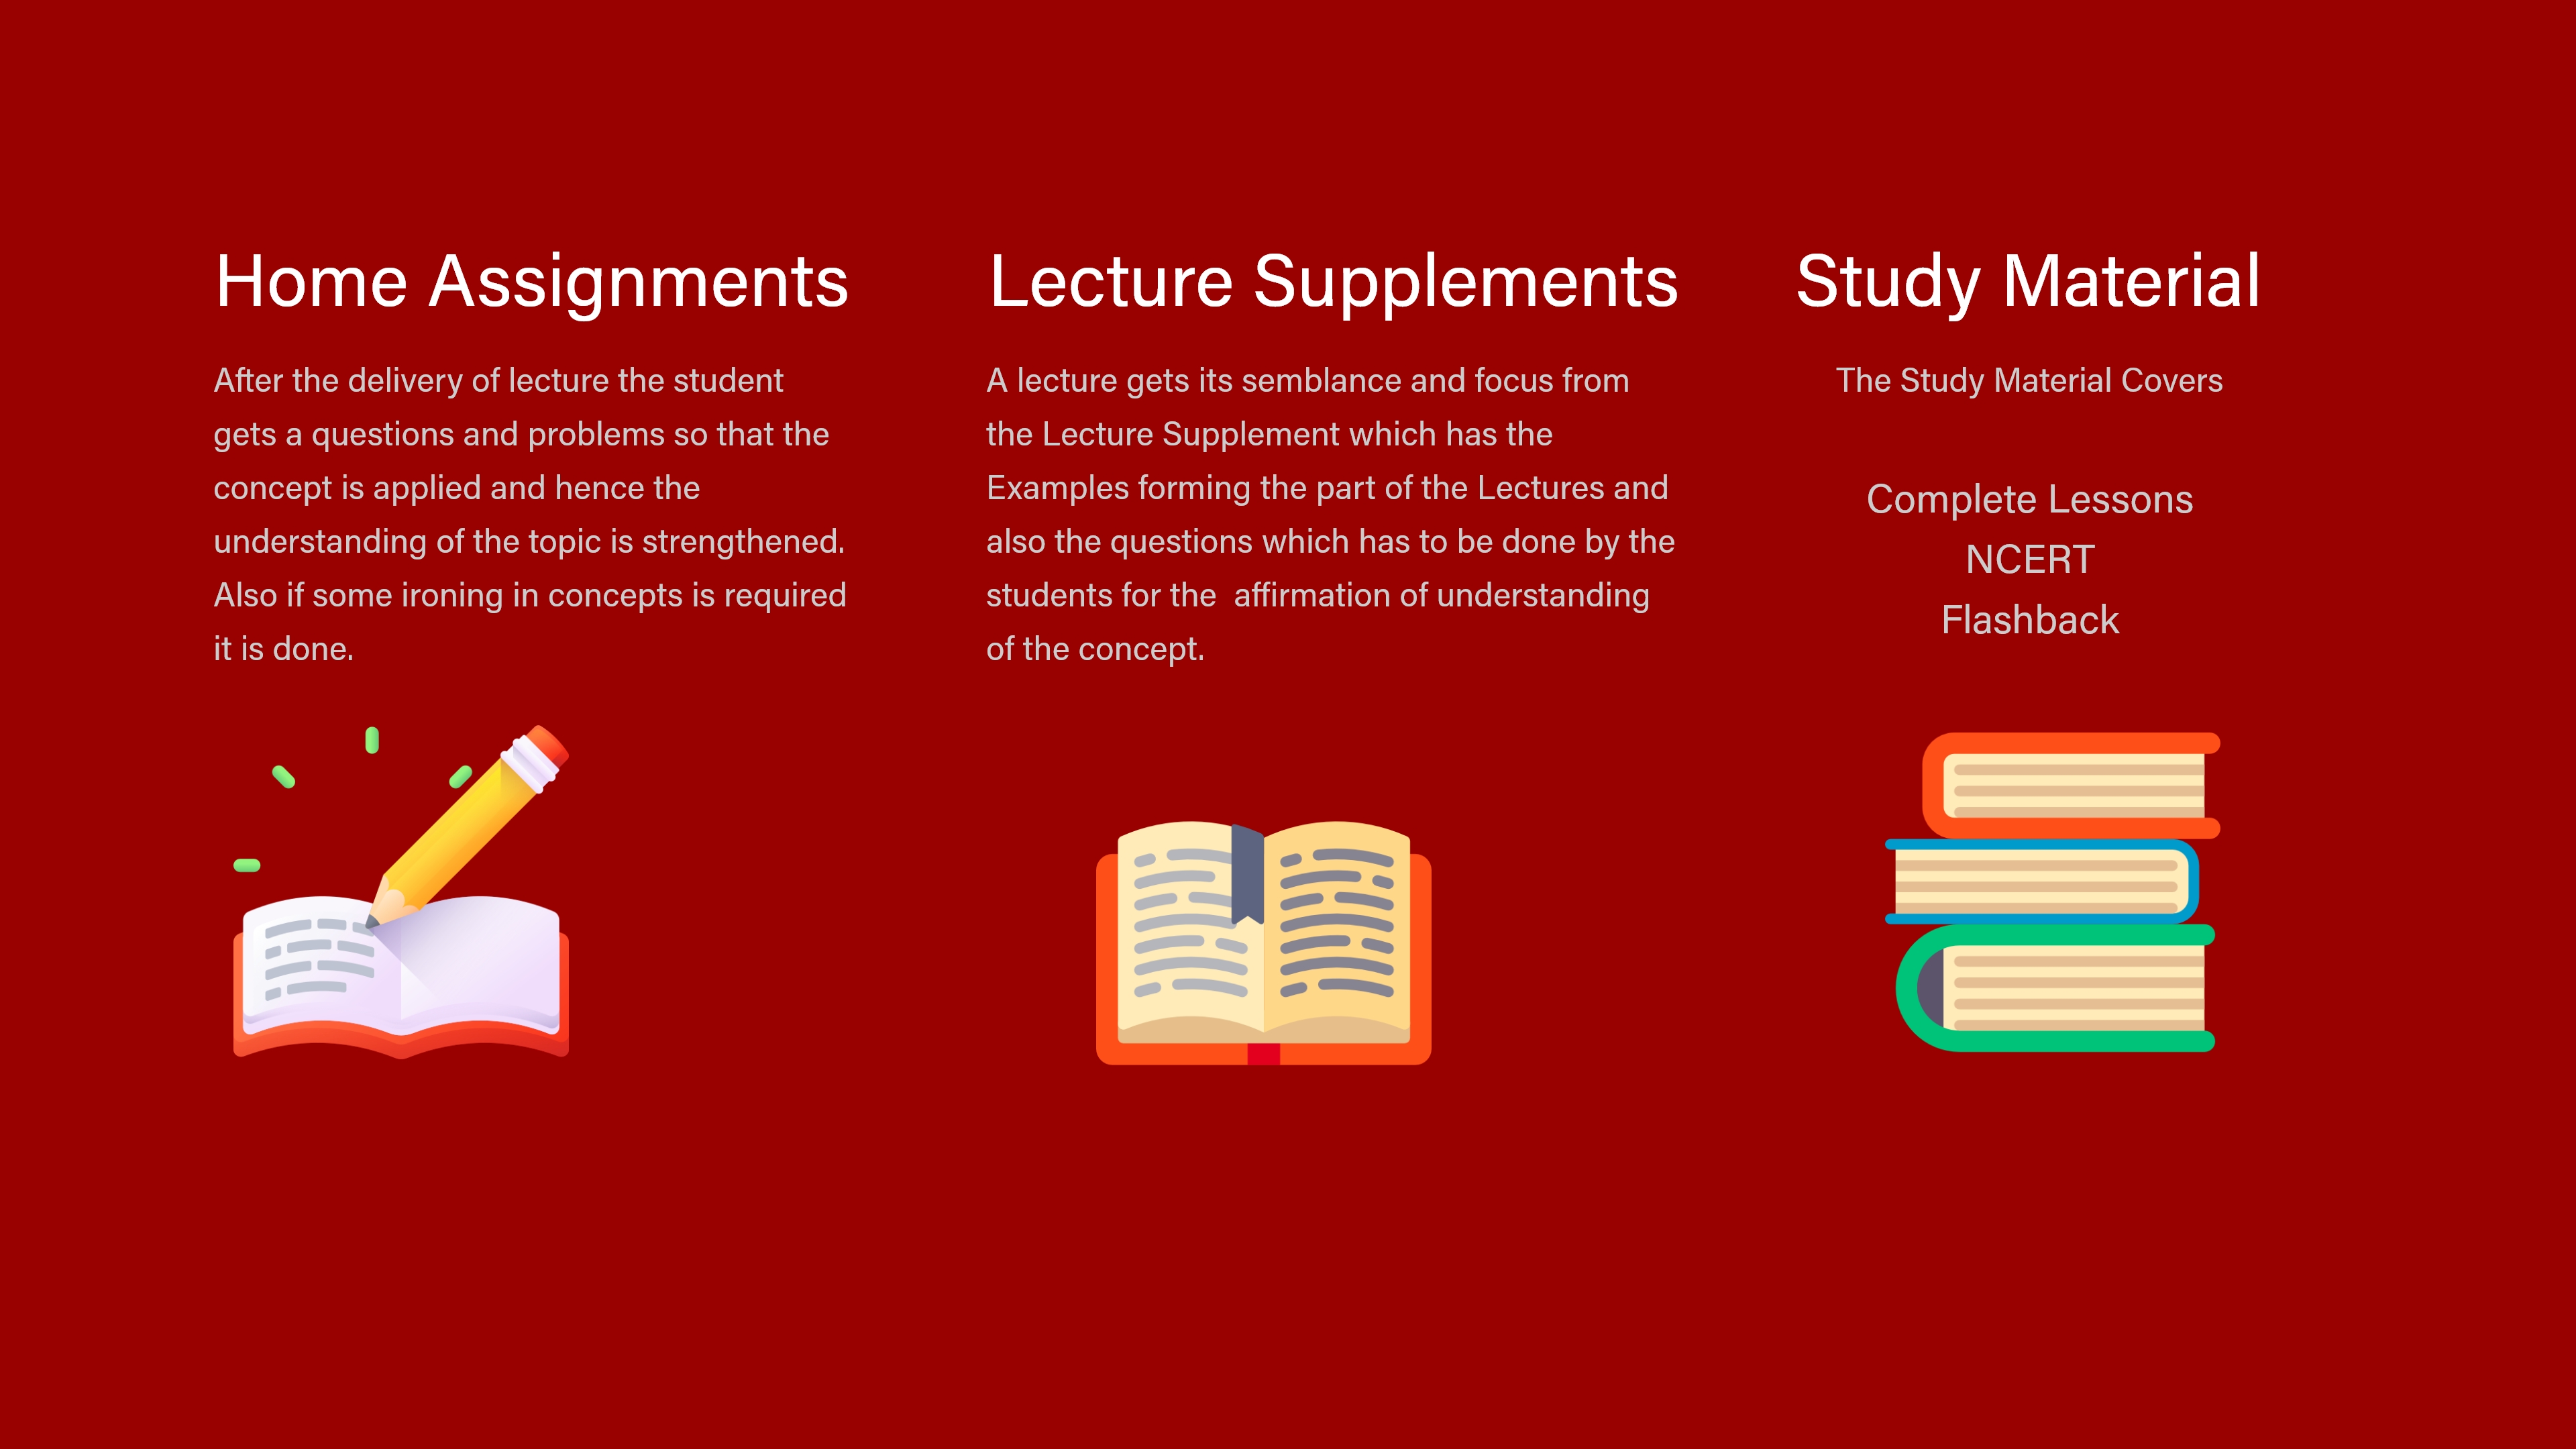 Home Assignments
After the delivery of lecture the student
gets a questions and problems so that the
concept is applied and hence the
understanding of the topic is strengthened.
Also if some ironing in concepts is required
it is done.
Lecture Supplements
A lecture gets its semblance and focus from
the Lecture Supplement which has the
Examples forming the part of the Lectures and
also the questions which has to be done by the
students for the  affirmation of understanding
of the concept.
Study Material
The Study Material Covers
Complete Lessons
NCERT
Flashback